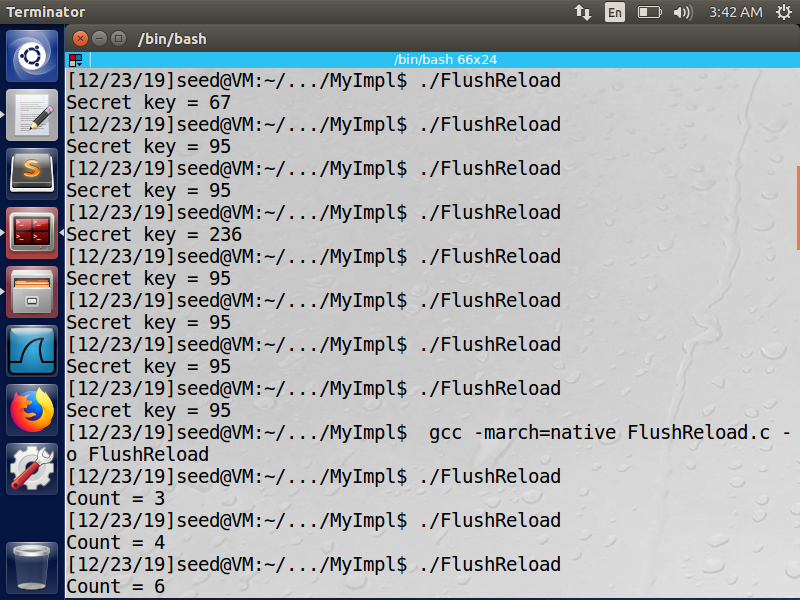 Terminator
En
3:42 AM
/bin/bash
/bin/bash 66x24
[12/23/19]seed@VM:~/.../MyImpl$ ./FlushReload
Secret key = 67
[12/23/19]seed@VM:~/.../MyImpl$ ./FlushReload
Secret key = 95
[12/23/19]seed@VM:~/.../MyImpl$ ./FlushReload
Secret key = 95
[12/23/19]seed@VM:~/.../MyImpl$ ./FlushReload
Secret key = 236
[12/23/19]seed@VM:~/.../MyImpl$ ./FlushReload
Secret key = 95
[12/23/19]seed@VM:~/.../MyImpl$ ./FlushReload
Secret key = 95
[12/23/19]seed@VM:~/.../MyImpl$ ./FlushReload
Secret key = 95
[12/23/19]seed@VM:~/.../MyImpl$ ./FlushReload
Secret key = 95
[12/23/19]seed@VM:~/.../MyImpl$  gcc -march=native FlushReload.c -
o FlushReload
[12/23/19]seed@VM:~/.../MyImpl$ ./FlushReload
Count = 3
[12/23/19]seed@VM:~/.../MyImpl$ ./FlushReload
Count = 4
[12/23/19]seed@VM:~/.../MyImpl$ ./FlushReload
Count = 6